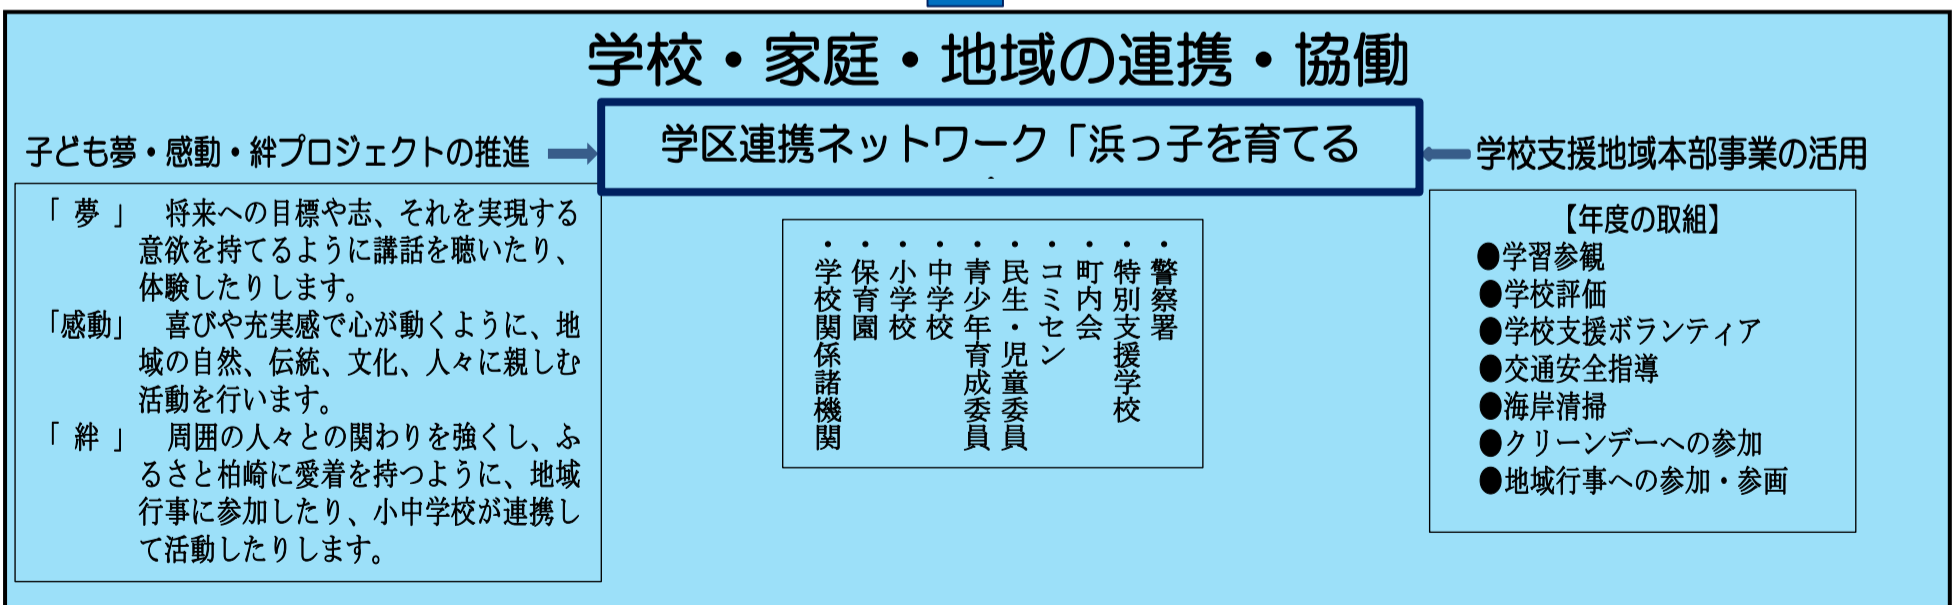 学校・家庭・地域の連携・協働
子ども夢・感動・絆プロジェクトの推進
学区連携ネットワーク「浜っ子を育てる
学校支援地域本部事業の活用
「 夢 」　将来への目標や志、それを実現する
意欲を持てるように講話を聴いたり、
体験したりします。
「感動」　喜びや充実感で心が動くように、地
域の自然、伝統、文化、人々に親しむ
活動を行います。
「 絆 」　周囲の人々との関わりを強くし、ふ
るさと柏崎に愛着を持つように、地域
行事に参加したり、小中学校が連携し
て活動したりします。
・警察署
・特別支援学校
・町内会
・コミセン
・民生・児童委員
・青少年育成委員
・中学校
・小学校
・保育園
・学校関係諸機関
【年度の取組】
●学習参観
●学校評価
●学校支援ボランティア
●交通安全指導
●海岸清掃
●クリーンデーへの参加
●地域行事への参加・参画